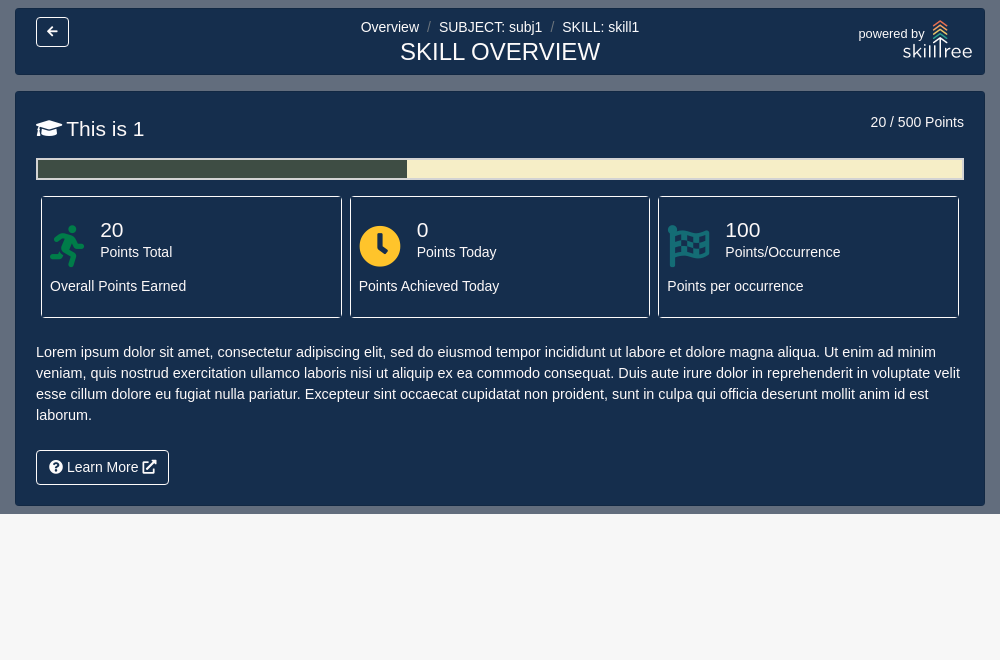 Overview / SUBJECT: subj1 / SKILL: skill1
SKILL OVERVIEW
powered by
skilltree
This is 1
20 / 500 Points
20
Points Total
Overall Points Earned
0
Points Today
Points Achieved Today
100
Points/Occurrence
Points per occurrence
Lorem ipsum dolor sit amet, consectetur adipiscing elit, sed do eiusmod tempor incididunt ut labore et dolore magna aliqua. Ut enim ad minim
veniam, quis nostrud exercitation ullamco laboris nisi ut aliquip ex ea commodo consequat. Duis aute irure dolor in reprehenderit in voluptate velit
esse cillum dolore eu fugiat nulla pariatur. Excepteur sint occaecat cupidatat non proident, sunt in culpa qui officia deserunt mollit anim id est
laborum.
Learn More